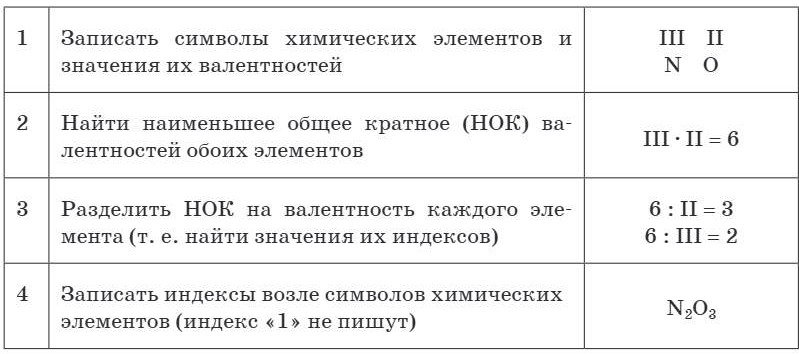 1 Записать символы химических элементов и
значения их валентностей
III II
N O
2 Найти наименьшее общее кратное (НОК) ва-
лентностей обоих элементов
III · II = 6
3 Разделить НОК на валентность каждого эле-
мента (т. е. найти значения их индексов)
6 : II = 3
6 : III = 2
4 Записать индексы возле символов химических
элементов (индекс «1» не пишут)
N₂O₃